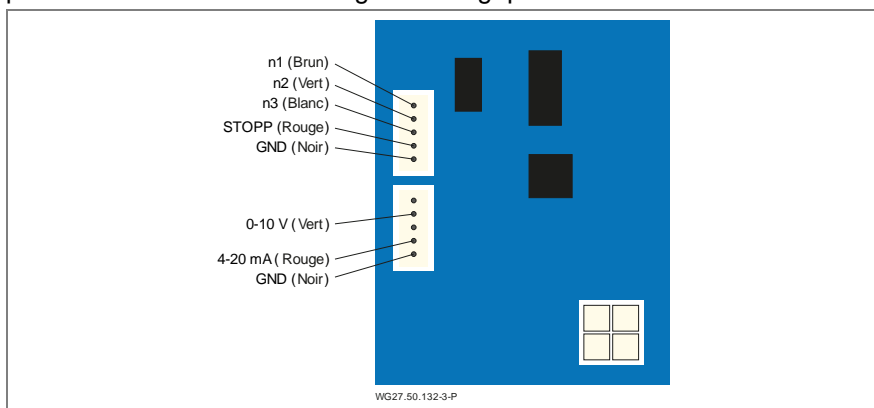 n1 (Brun)
n2 (Vert)
n3 (Blanc)
STOPP (Rouge)
GND (Noir)
0-10 V (Vert)
4-20 mA (Rouge)
GND (Noir)
WG27.50.132-3-P